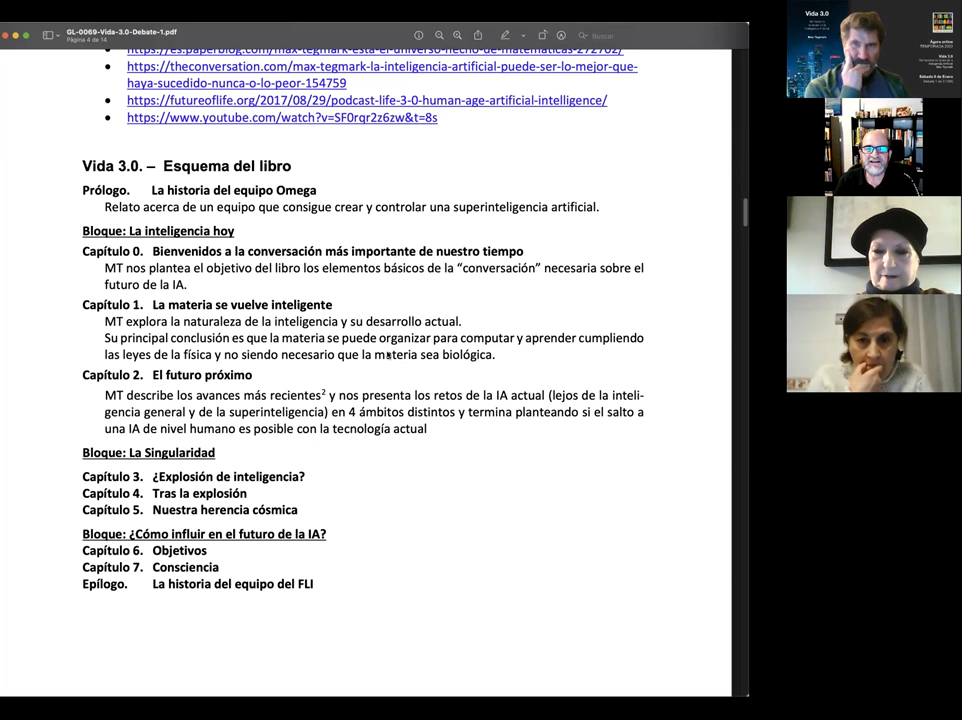 GL-0069-Vida-3.0-Debate-1.pdf
Página 4 de 14
Buscar
https://es.paperblog.com/max-tegmark-esta-el-universo-hecho-de-matematicas-272702/
https://theconversation.com/max-tegmark-la-inteligencia-artificial-puede-ser-lo-mejor-que-
haya-sucedido-nunca-o-lo-peor-154759
https://futureoflife.org/2017/08/29/podcast-life-3-0-human-age-artificial-intelligence/
https://www.youtube.com/watch?v=SF0rqr2z6zw&t=8s
Vida 3.0. – Esquema del libro
Prólogo. La historia del equipo Omega
Relato acerca de un equipo que consigue crear y controlar una superinteligencia artificial.
Bloque: La inteligencia hoy
Capítulo 0. Bienvenidos a la conversación más importante de nuestro tiempo
MT nos plantea el objetivo del libro los elementos básicos de la “conversación” necesaria sobre el
futuro de la IA.
Capítulo 1. La materia se vuelve inteligente
MT explora la naturaleza de la inteligencia y su desarrollo actual.
Su principal conclusión es que la materia se puede organizar para computar y aprender cumpliendo
las leyes de la física y no siendo necesario que la materia sea biológica.
Capítulo 2. El futuro próximo
MT describe los avances más recientes2 y nos presenta los retos de la IA actual (lejos de la inteli-
gencia general y de la superinteligencia) en 4 ámbitos distintos y termina planteando si el salto a
una IA de nivel humano es posible con la tecnología actual
Bloque: La Singularidad
Capítulo 3. ¿Explosión de inteligencia?
Capítulo 4. Tras la explosión
Capítulo 5. Nuestra herencia cósmica
Bloque: ¿Cómo influir en el futuro de la IA?
Capítulo 6. Objetivos
Capítulo 7. Consciencia
Epílogo. La historia del equipo del FLI
Vida 3.0
Ágora online
Vida 3.0